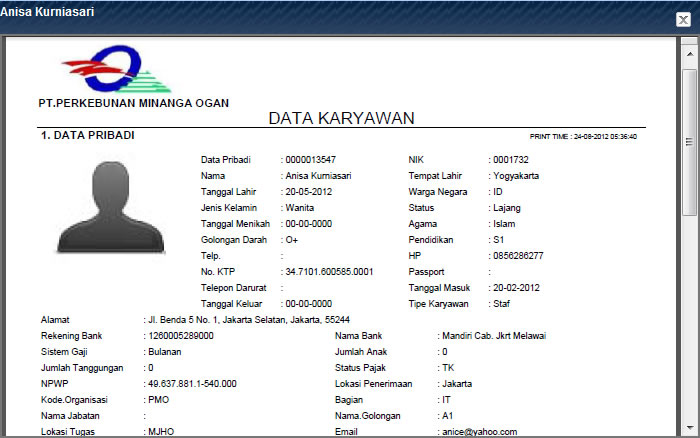 Anisa Kurniasari
PT.PERKEBUNAN MINANGA OGAN
DATA KARYAWAN
1. DATA PRIBADI
PRINT TIME : 24-08-2012 05:36:40
Data Pribadi : 0000013547 NIK : 0001732
Nama : Anisa Kurniasari Tempat Lahir : Yogyakarta
Tanggal Lahir : 20-05-2012 Warga Negara : ID
Jenis Kelamin : Wanita Status : Lajang
Tanggal Menikah : 00-00-0000 Agama : Islam
Golongan Darah : O+ Pendidikan : S1
Telp. : HP : 0856286277
No. KTP : 34.7101.600585.0001 Passport :
Telepon Darurat : Tanggal Masuk : 20-02-2012
Tanggal Keluar : 00-00-0000 Tipe Karyawan : Staf
Alamat : Jl. Benda 5 No. 1, Jakarta Selatan, Jakarta, 55244
Rekening Bank : 1260005289000 Nama Bank : Mandiri Cab. Jkrt Melawai
Sistem Gaji : Bulanan Jumlah Anak : 0
Jumlah Tanggungan : 0 Status Pajak : TK
NPWP : 49.637.881.1-540.000 Lokasi Penerimaan : Jakarta
Kode.Organisasi : PMO Bagian : IT
Nama Jabatan : Nama.Golongan : A1
Lokasi Tugas : MJHO Email : anice@yahoo.com